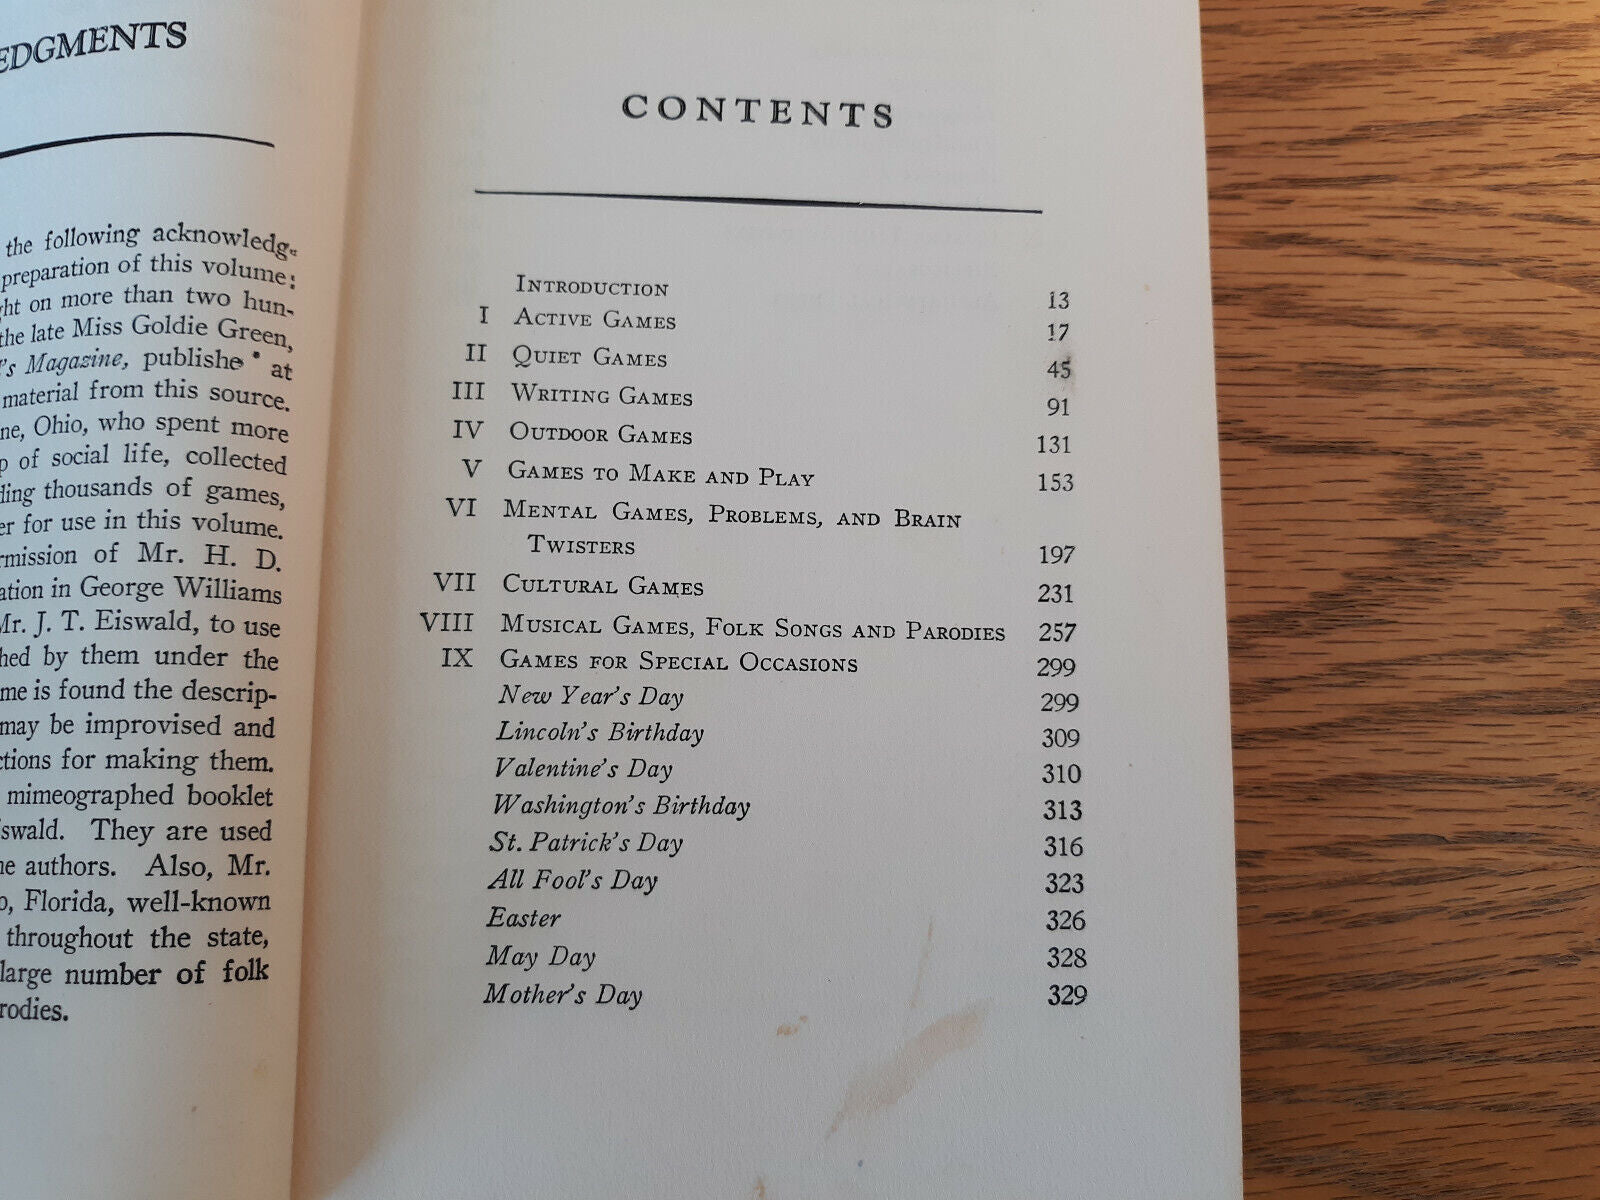 EDGMENTS
the following acknowledg-
preparation of this volume:
ght on more than two hun-
the late Miss Goldie Green,
's Magazine, publishe at
material from this source.
ne, Ohio, who spent more
p of social life, collected
ding thousands of games,
er for use in this volume.
rmission of Mr. H. D.
ation in George Williams
Mr. J. T. Eiswald, to use
hed by them under the
me is found the descrip-
may be improvised and
ctions for making them.
mimeographed booklet
iswald. They are used
he authors. Also, Mr.
o, Florida, well-known
throughout the state,
large number of folk
rodies.
CONTENTS
INTRODUCTION 13
I ACTIVE GAMES 17
II QUIET GAMES 45
III WRITING GAMES 91
IV OUTDOOR GAMES 131
V GAMES TO MAKE AND PLAY 153
VI MENTAL GAMES, PROBLEMS, AND BRAIN
TWISTERS 197
VII CULTURAL GAMES 231
VIII MUSICAL GAMES, FOLK SONGS AND PARODIES 257
IX GAMES FOR SPECIAL OCCASIONS 299
New Year's Day 299
Lincoln's Birthday 309
Valentine's Day 310
Washington's Birthday 313
St. Patrick's Day 316
All Fool's Day 323
Easter 326
May Day 328
Mother's Day 329